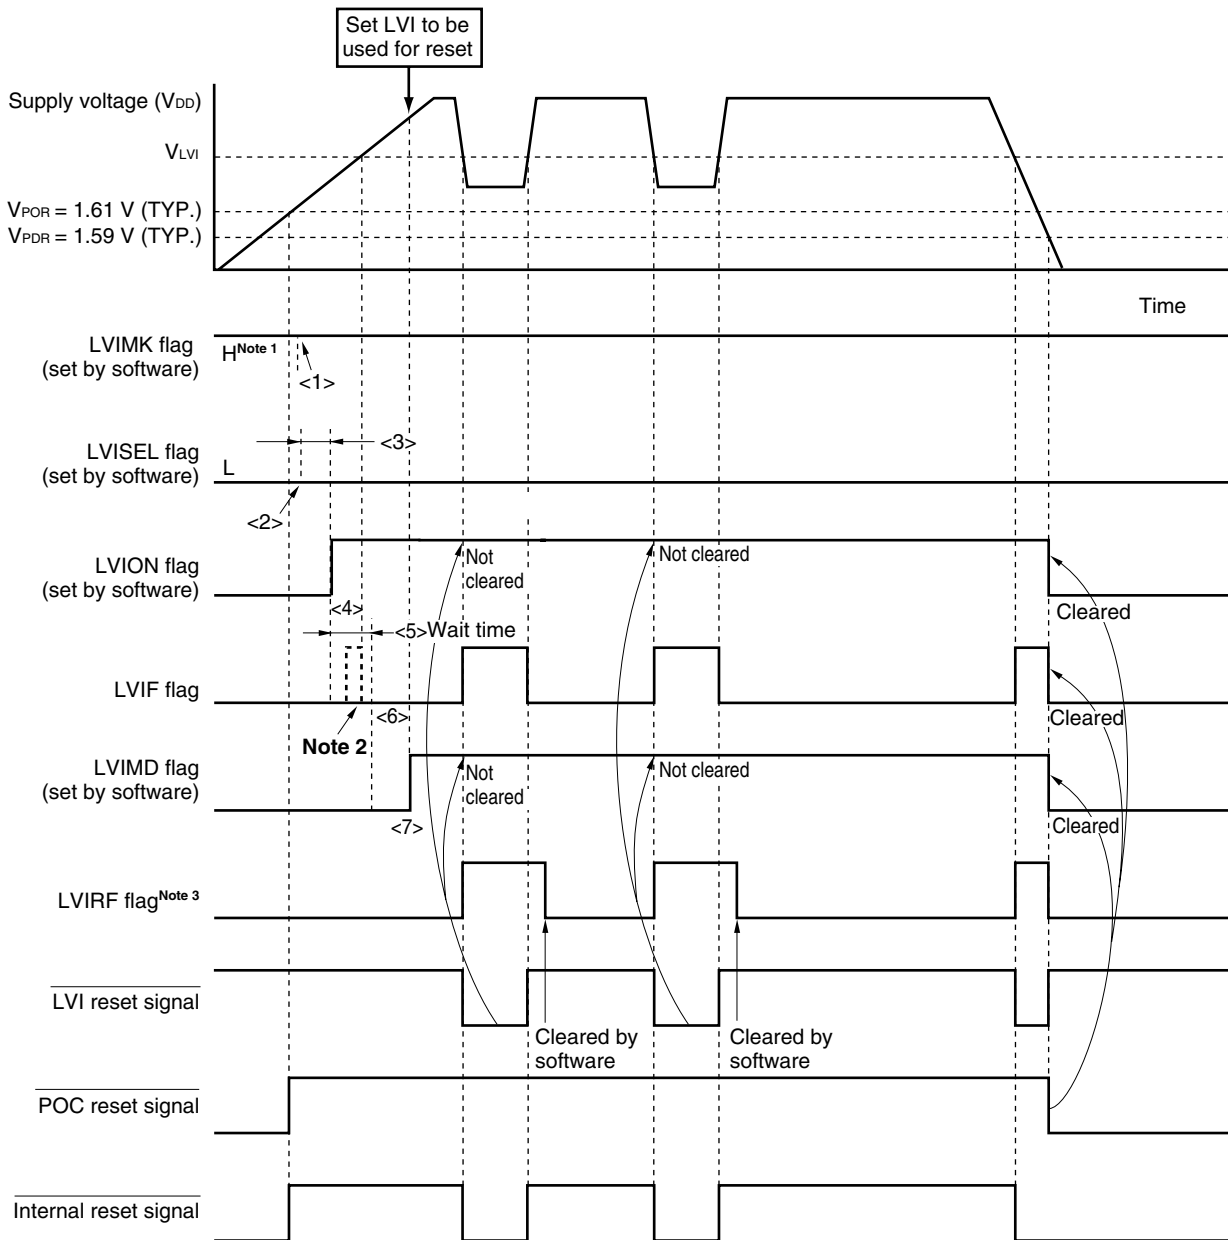 Set LVI to be
used for reset
Supply voltage (VDD)
VLVI
VPOR = 1.61 V (TYP.)
VPDR = 1.59 V (TYP.)
Time
LVIMK flag
(set by software)
HNote 1
<1>
LVISEL flag
(set by software)
<3>
L
<2>
LVION flag
(set by software)
Not
cleared
Not cleared
<4>
Cleared
<5>Wait time
LVIF flag
<6>
Cleared
Note 2
LVIMD flag
(set by software)
Not
cleared
Not cleared
<7>
Cleared
LVIRF flagNote 3
LVI reset signal
Cleared by
software
Cleared by
software
POC reset signal
Internal reset signal